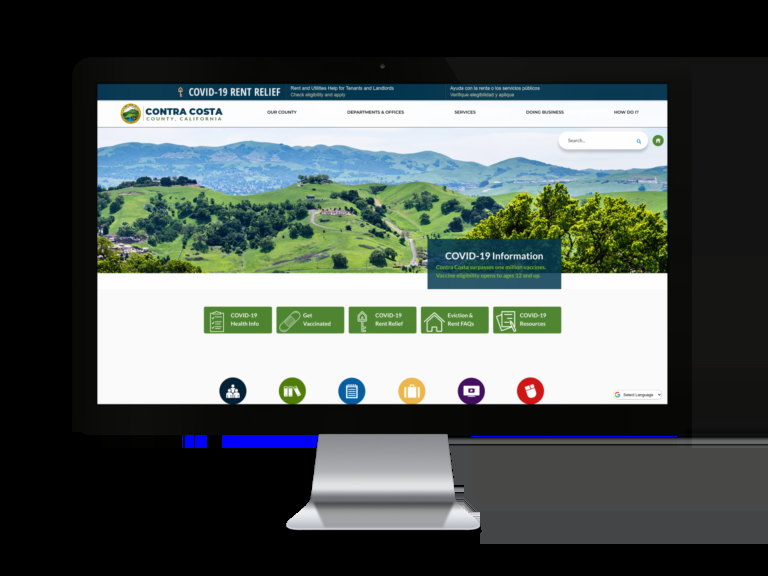 COVID-19 RENT RELIEF
Rent and Utilities Help for Tenants and Landlords
Check eligibility and apply
Ayuda con la renta o los servicios públicos
Verifique elegibilidad y aplique
CONTRA COSTA
COUNTY, CALIFORNIA
OUR COUNTY
DEPARTMENTS & OFFICES
SERVICES
DOING BUSINESS
HOW DO I?
Search...
COVID-19 Information
Contra Costa surpasses one million vaccines.
Vaccine eligibility opens to ages 12 and up.
COVID-19
Health Info
Get
Vaccinated
COVID-19
Rent Relief
Eviction &
Rent FAQs
COVID-19
Resources
G Select Language